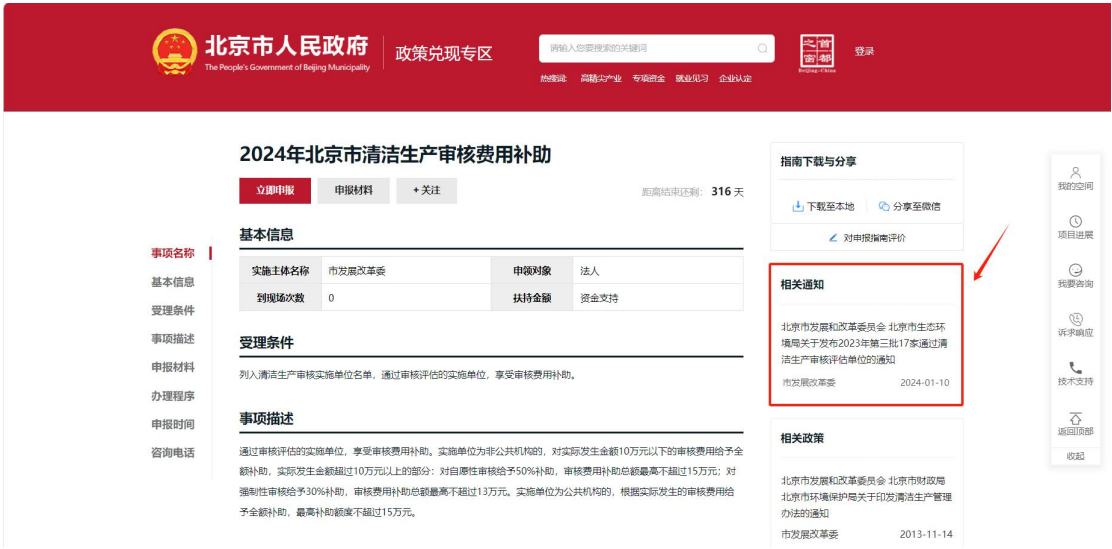 北京市人民政府
The People's Government of Beijing Municipality
政策兑现专区
请输入您要搜索的关键词
热搜词: 高精尖产业 专项资金 就业见习 企业认定
首都之窗
Beijing-China
登录
2024年北京市清洁生产审核费用补助
立即申报
申报材料
+ 关注
距离结束还剩: 316 天
事项名称
基本信息
受理条件
事项描述
申报材料
办理程序
申报时间
咨询电话
基本信息
实施主体名称 市发展改革委 申领对象 法人
到现场次数 0 扶持金额 资金支持
受理条件
列入清洁生产审核实施单位名单，通过审核评估的实施单位，享受审核费用补助。
事项描述
通过审核评估的实施单位，享受审核费用补助。实施单位为非公共机构的，对实际发生金额10万元以下的审核费用给予全
额补助，实际发生金额超过10万元以上的部分：对自愿性审核给予50%补助，审核费用补助总额最高不超过15万元；对
强制性审核给予30%补助，审核费用补助总额最高不超过13万元。实施单位为公共机构的，根据实际发生的审核费用给
予全额补助，最高补助额度不超过15万元。
指南下载与分享
下载至本地
分享至微信
对申报指南评价
相关通知
北京市发展和改革委员会 北京市生态环
境局关于发布2023年第三批17家通过清
洁生产审核评估单位的通知
市发展改革委 2024-01-10
相关政策
北京市发展和改革委员会 北京市财政局
北京市环境保护局关于印发清洁生产管理
办法的通知
市发展改革委 2013-11-14
我的空间
项目进展
我要咨询
诉求响应
技术支持
返回顶部
收起